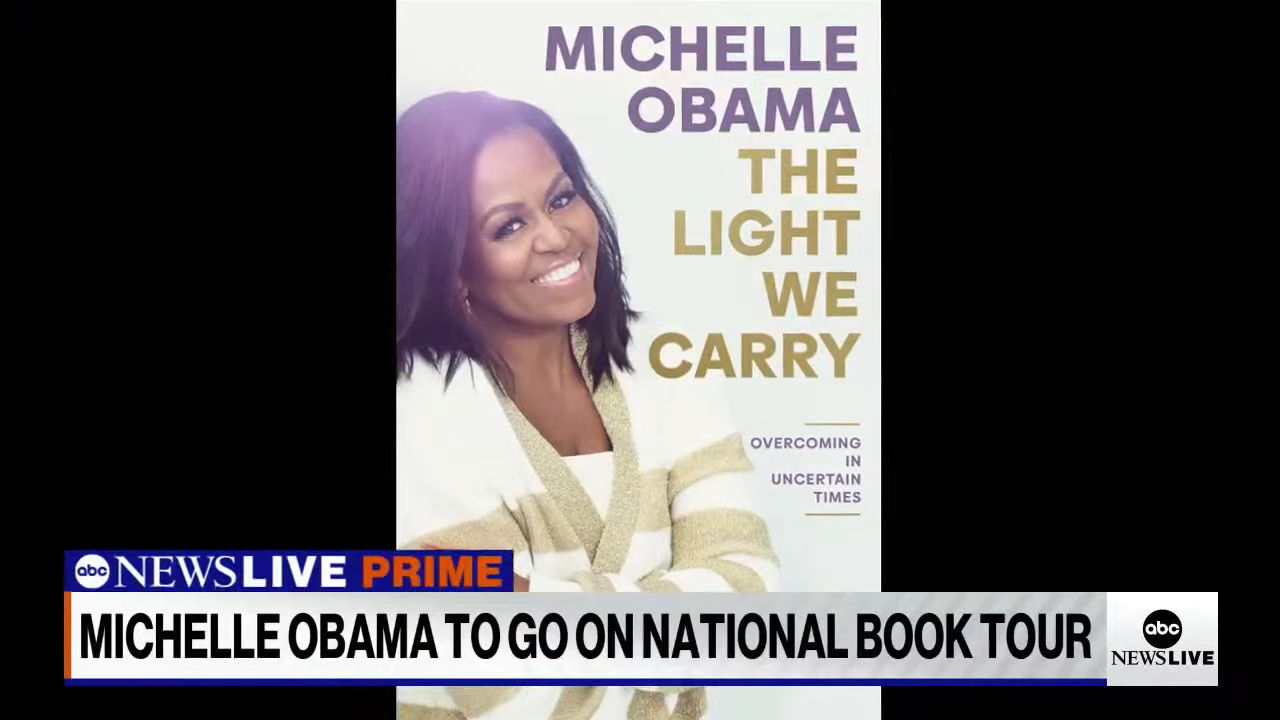 MICHELLE
OBAMA
THE
LIGHT
WE
CARRY
OVERCOMING
IN
UNCERTAIN
TIMES
abc NEWS LIVE PRIME
MICHELLE OBAMA TO GO ON NATIONAL BOOK TOUR
abc
NEWS LIVE